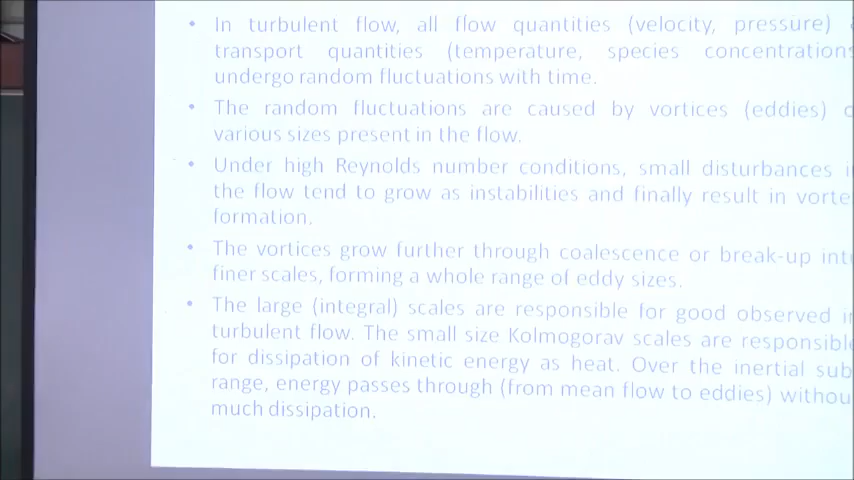 • In turbulent flow, all flow quantities (velocity, pressure)
transport quantities (temperature, species concentrations
undergo random fluctuations with time.
• The random fluctuations are caused by vortices (eddies)
various sizes present in the flow.
• Under high Reynolds number conditions, small disturbances
the flow tend to grow as instabilities and finally result in
formation.
• The vortices grow further through coalescence or break-up
finer scales, forming a whole range of eddy sizes.
• The large (integral) scales are responsible for good observed
turbulent flow. The small size Kolmogorav scales are responsible
for dissipation of kinetic energy as heat. Over the inertial sub
range, energy passes through (from mean flow to eddies)
much dissipation.